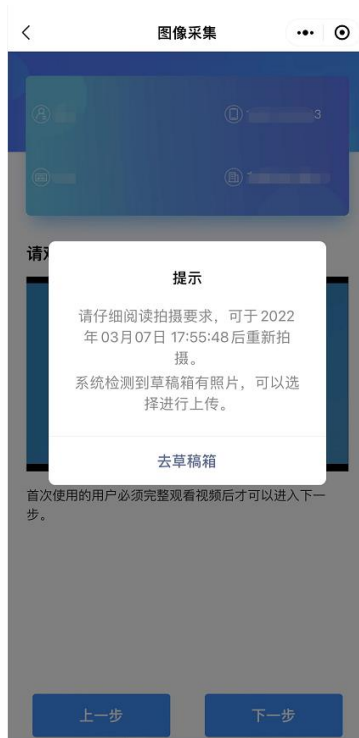 图像采集
1
3
1
请
提示
请仔细阅读拍摄要求，可于2022
年03月07日 17:55:48后重新拍
摄。
系统检测到草稿箱有照片，可以选
择进行上传。
去草稿箱
首次使用的用户必须完整观看视频后才可以进入下一
步。
上一步
下一步